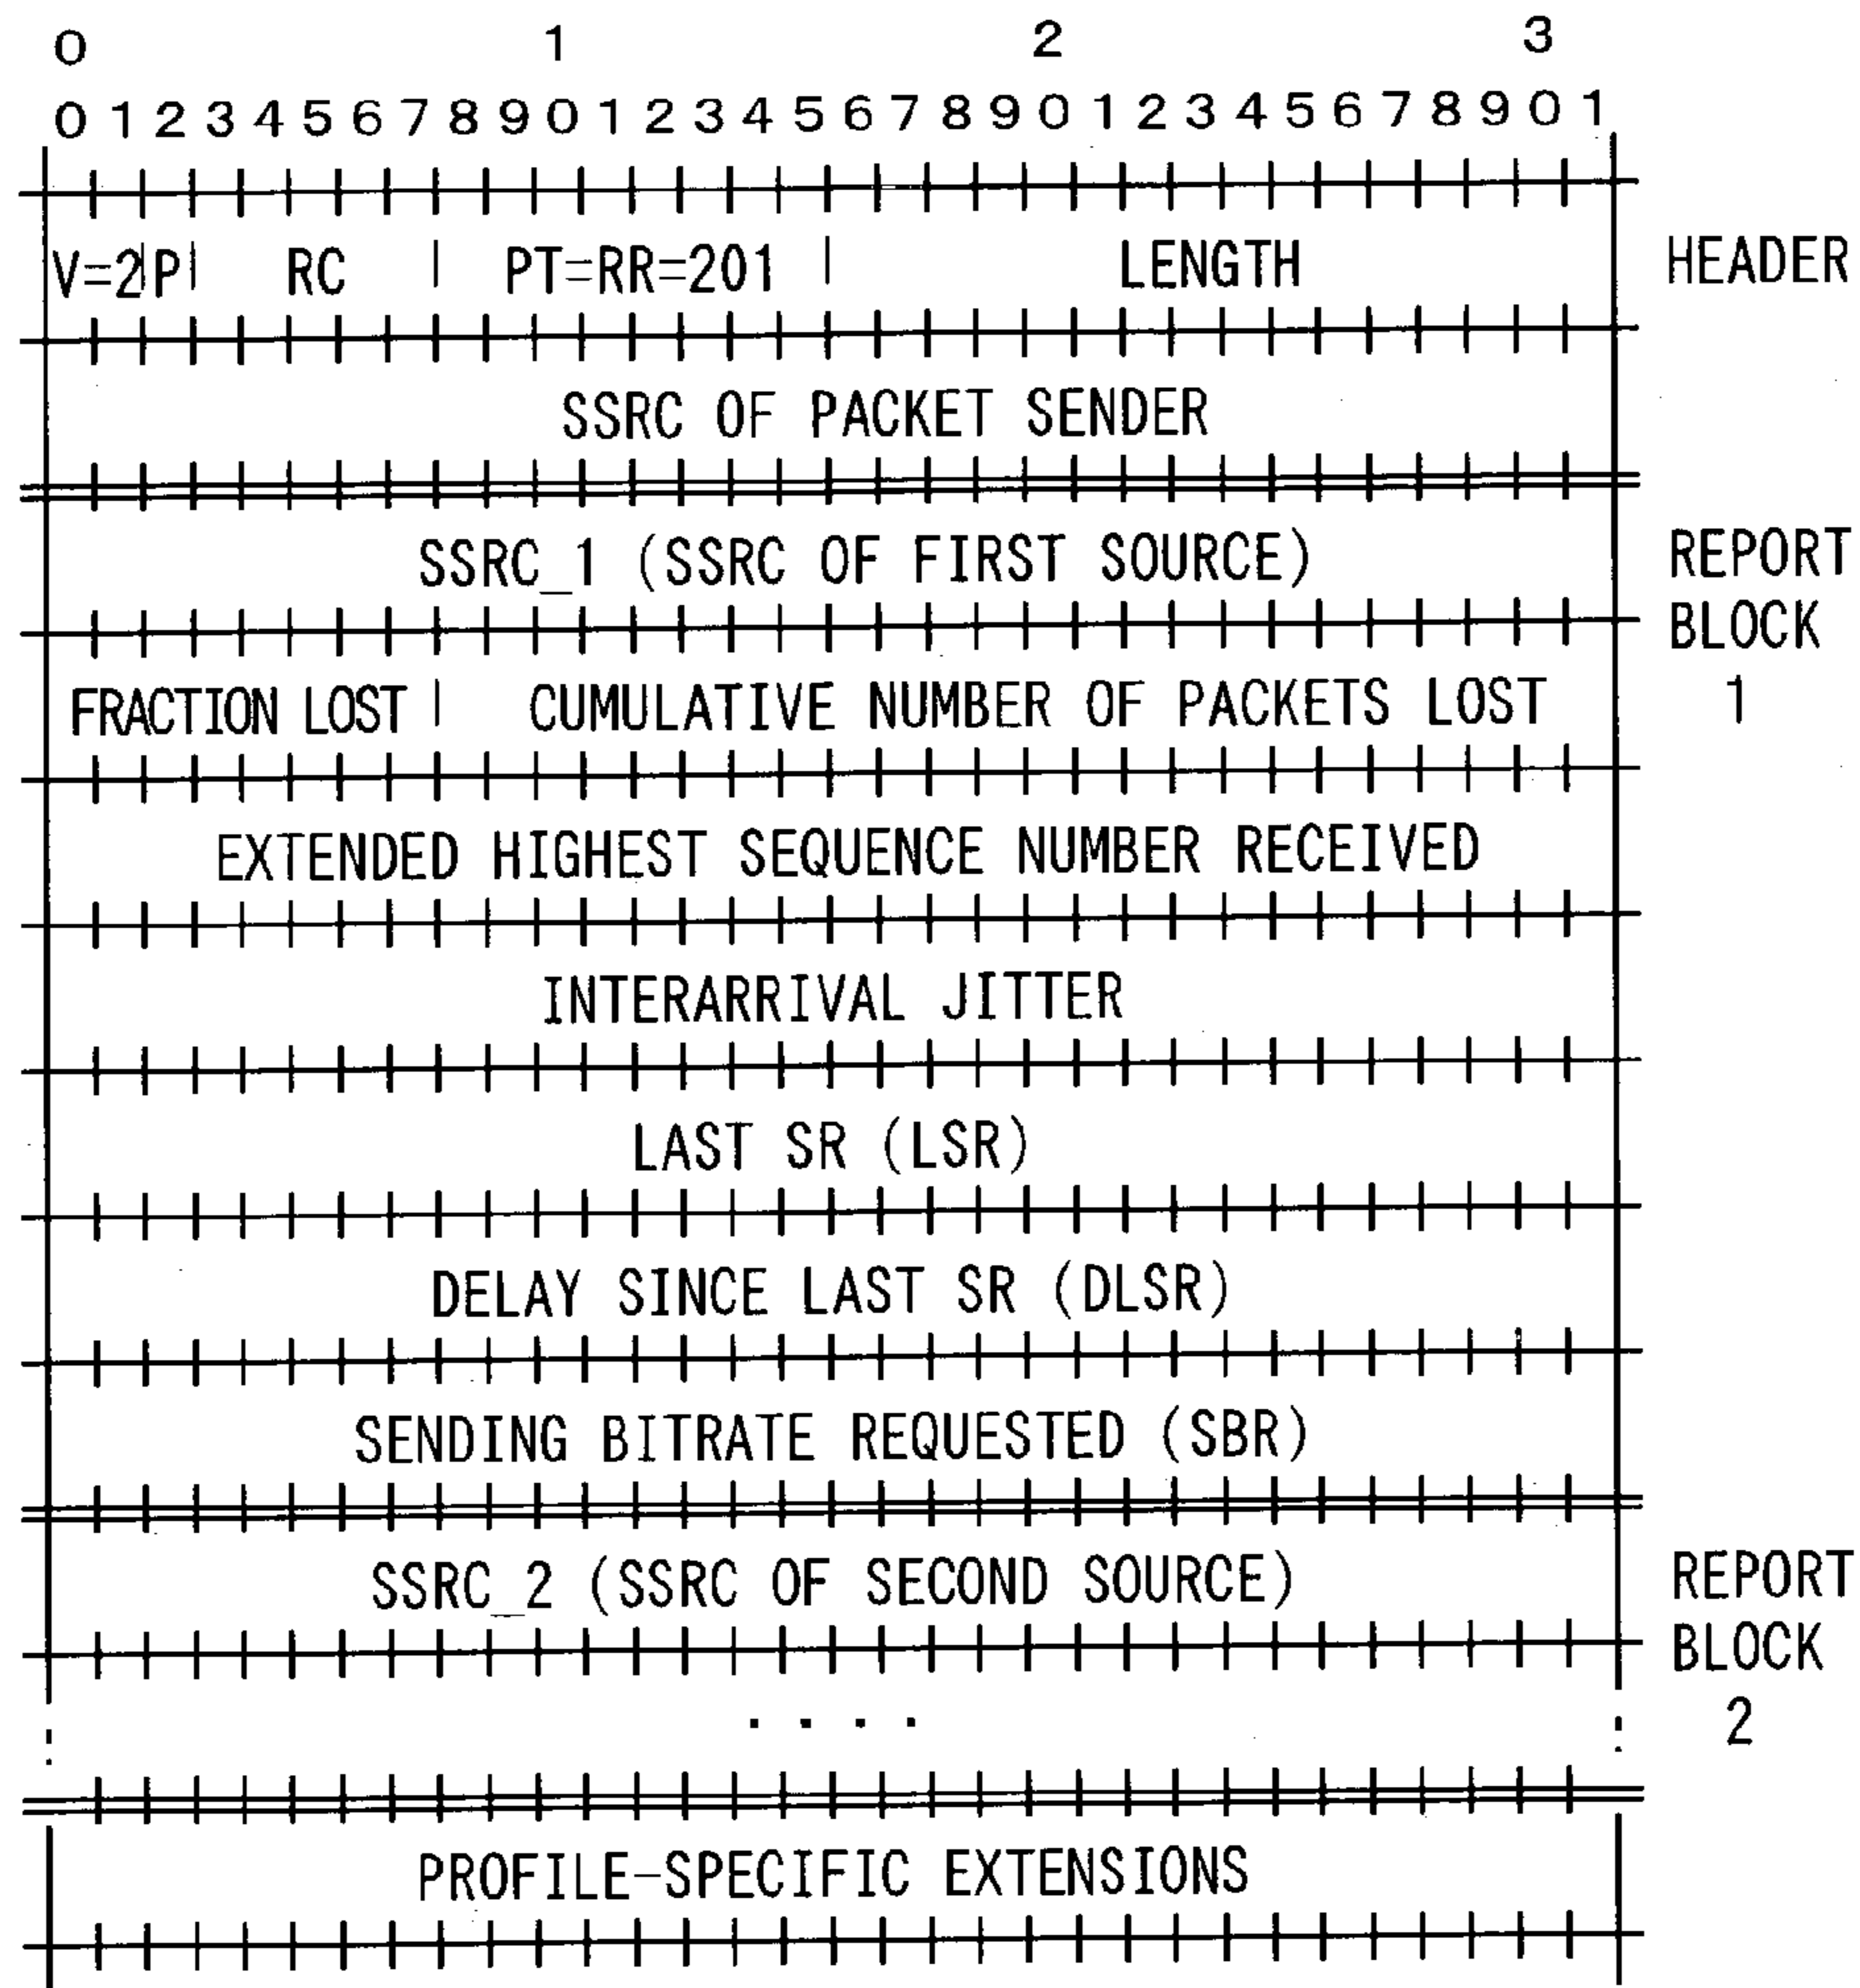 0 1 2 3
0 1 2 3 4 5 6 7 8 9 0 1 2 3 4 5 6 7 8 9 0 1 2 3 4 5 6 7 8 9 0 1
V=2|P| RC | PT=RR=201 | LENGTH HEADER
SSRC OF PACKET SENDER
SSRC_1 (SSRC OF FIRST SOURCE) REPORT
BLOCK
FRACTION LOST | CUMULATIVE NUMBER OF PACKETS LOST 1
EXTENDED HIGHEST SEQUENCE NUMBER RECEIVED
INTERARRIVAL JITTER
LAST SR (LSR)
DELAY SINCE LAST SR (DLSR)
SENDING BITRATE REQUESTED (SBR)
SSRC_2 (SSRC OF SECOND SOURCE) REPORT
BLOCK
. . . . 2
PROFILE-SPECIFIC EXTENSIONS